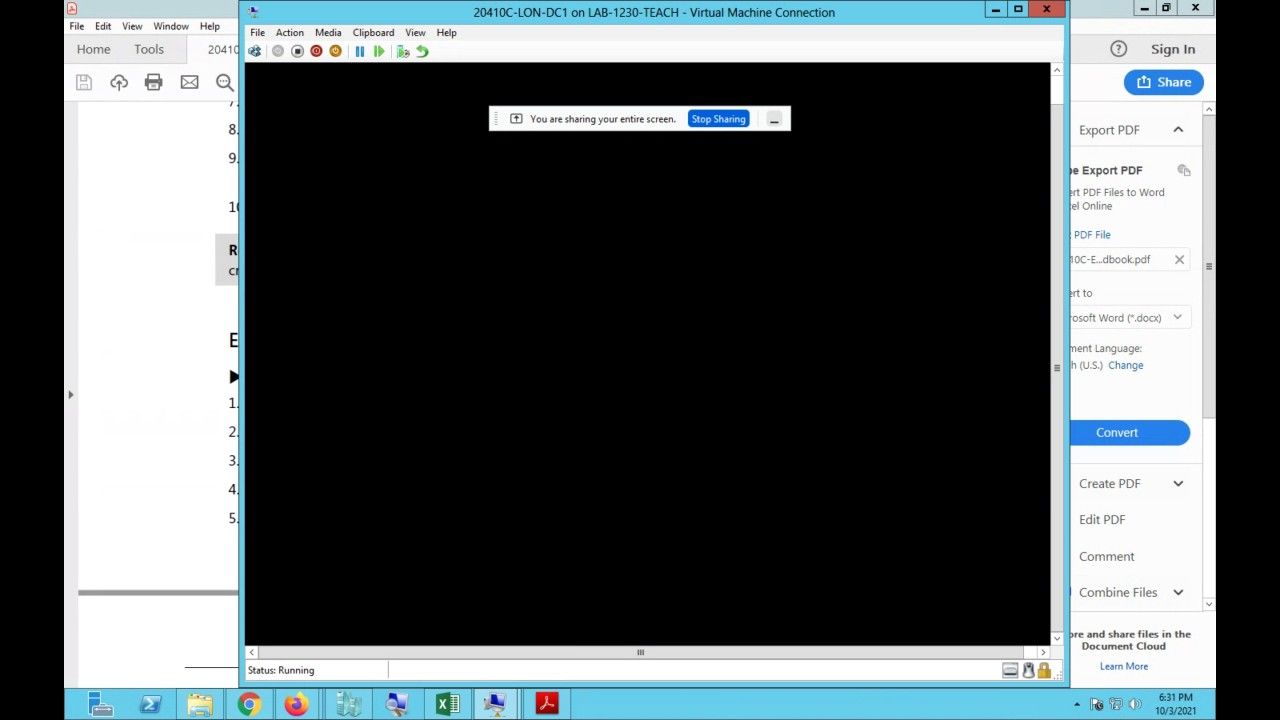 20410C-LON-DC1 on LAB-1230-TEACH - Virtual Machine Connection
File Edit View Window Help
File Action Media Clipboard View Help
Home Tools 20410
Sign In
Share
You are sharing your entire screen. Stop Sharing
7.
8.
9.
10
R
cr
E
1.
2.
3.
4.
5.
Export PDF
be Export PDF
ert PDF Files to Word
cel Online
t PDF File
10C-E...dbook.pdf
ert to
rosoft Word (*.docx)
ment Language:
h (U.S.) Change
Convert
Create PDF
Edit PDF
Comment
Combine Files
ore and share files in the
Document Cloud
Learn More
Status: Running
6:31 PM
10/3/2021